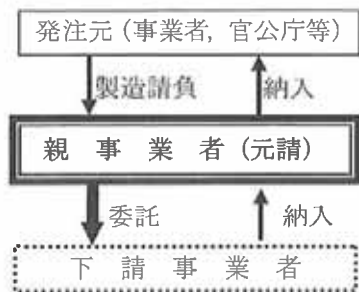 発注元(事業者,官公庁等)
製造請負 納入
親事業者(元請)
委託 納入
下請事業者